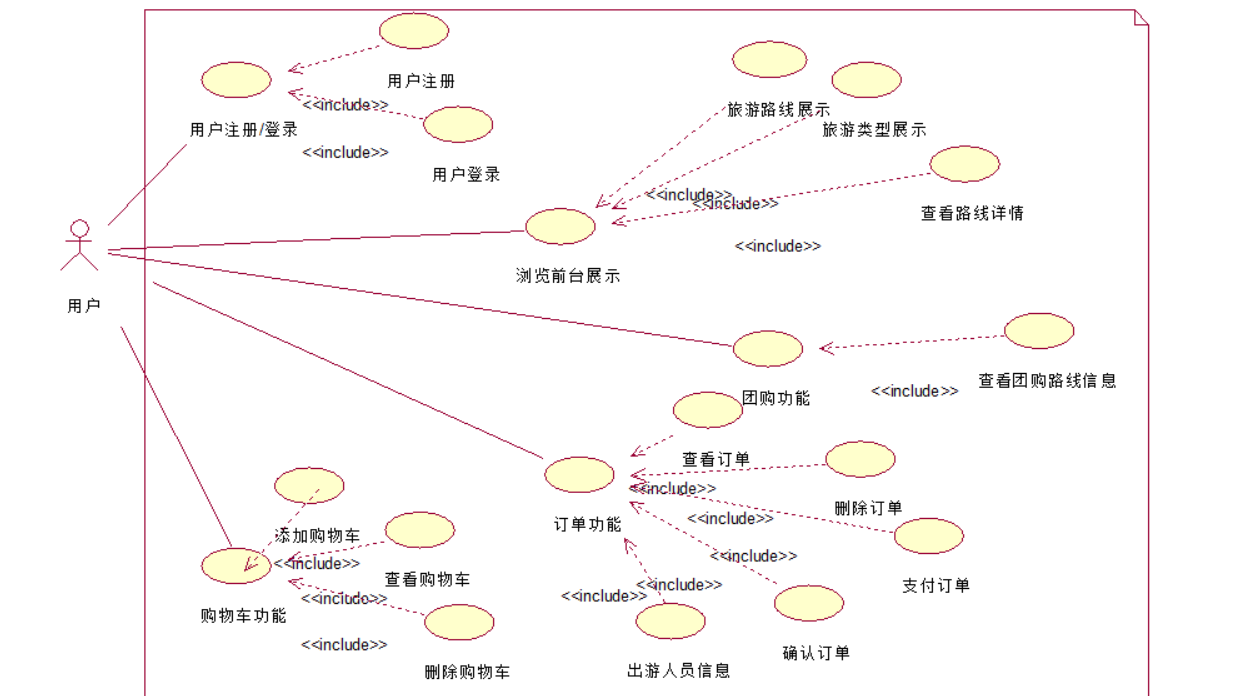 用户注册
<<include>>
用户注册/登录
<<include>>
用户登录
旅游路线展示
旅游类型展示
<<include>>
<<include>>
查看路线详情
<<include>>
浏览前台展示
用户
查看团购路线信息
<<include>>
团购功能
查看订单
<<include>>
删除订单
<<include>>
订单功能
添加购物车
<<include>>
<<include>>
查看购物车
<<include>>
支付订单
<<include>>
<<include>>
购物车功能
<<include>>
确认订单
出游人员信息
删除购物车